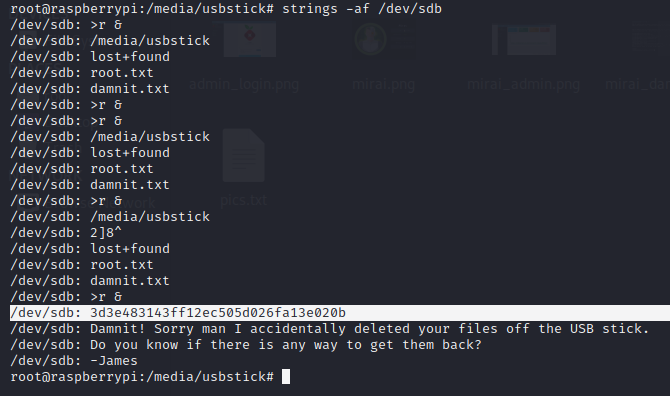 root@raspberrypi:/media/usbstick# strings -af /dev/sdb
/dev/sdb: >r &
/dev/sdb: /media/usbstick
/dev/sdb: lost+found
/dev/sdb: root.txt
/dev/sdb: damnit.txt
/dev/sdb: >r &
/dev/sdb: >r &
/dev/sdb: /media/usbstick
/dev/sdb: lost+found
/dev/sdb: root.txt
/dev/sdb: damnit.txt
/dev/sdb: >r &
/dev/sdb: /media/usbstick
/dev/sdb: 2]8^
/dev/sdb: lost+found
/dev/sdb: root.txt
/dev/sdb: damnit.txt
/dev/sdb: >r &
/dev/sdb: 3d3e483143ff12ec505d026fa13e020b
/dev/sdb: Damnit! Sorry man I accidentally deleted your files off the USB stick.
/dev/sdb: Do you know if there is any way to get them back?
/dev/sdb: -James
root@raspberrypi:/media/usbstick#
admin_login.png
mirai.png
mirai_admin.png
pics.txt